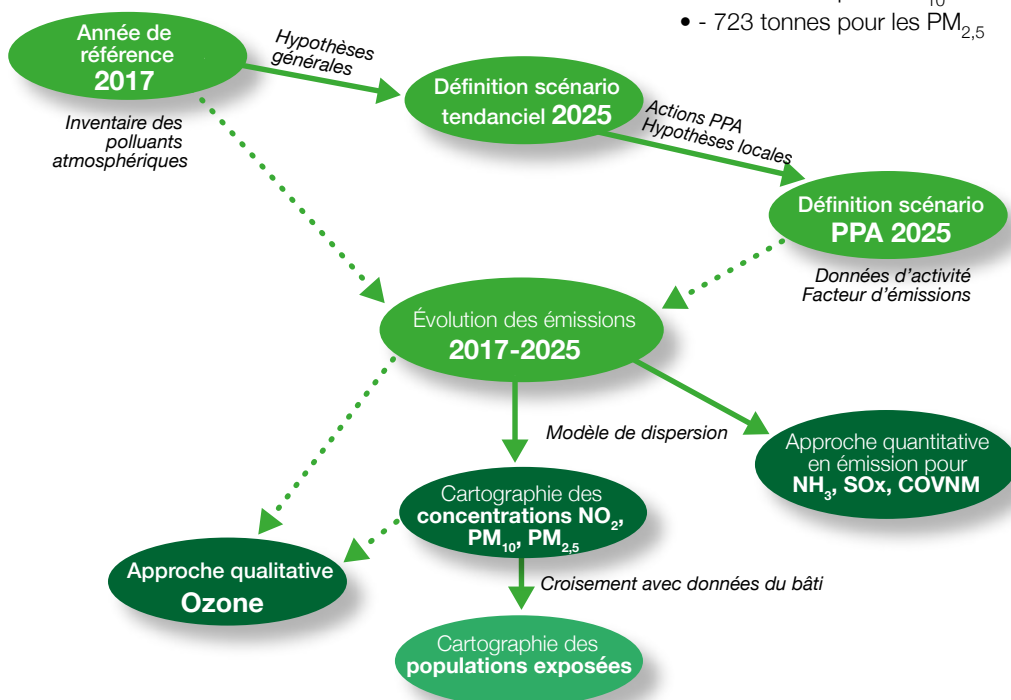 10
• - 723 tonnes pour les PM2,5
Année de
référence
2017
Hypothèses
générales
Définition scénario
tendanciel 2025
Inventaire des
polluants
atmosphériques
Actions PPA
Hypothèses locales
Définition scénario
PPA 2025
Données d'activité
Facteur d'émissions
Évolution des émissions
2017-2025
Modèle de dispersion
Approche quantitative
en émission pour
NH3, SOx, COVNM
Cartographie des
concentrations NO2,
PM10, PM2,5
Approche qualitative
Ozone
Croisement avec données du bâti
Cartographie des
populations exposées